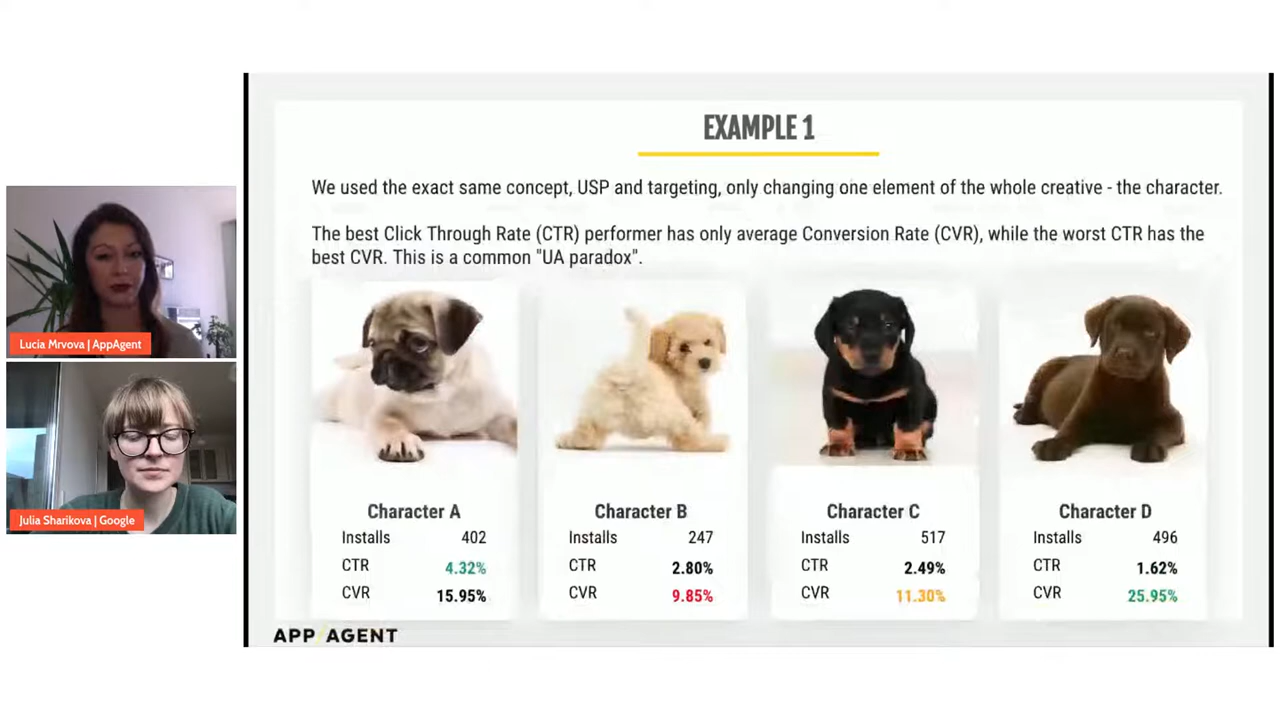 EXAMPLE 1
We used the exact same concept, USP and targeting, only changing one element of the whole creative - the character.
The best Click Through Rate (CTR) performer has only average Conversion Rate (CVR), while the worst CTR has the
best CVR. This is a common "UA paradox".
Lucia Mrvova | AppAgent
Julia Sharikova | Google
Character A
Installs 402
CTR 4.32%
CVR 15.95%
Character B
Installs 247
CTR 2.80%
CVR 9.85%
Character C
Installs 517
CTR 2.49%
CVR 11.30%
Character D
Installs 496
CTR 1.62%
CVR 25.95%
APP/AGENT